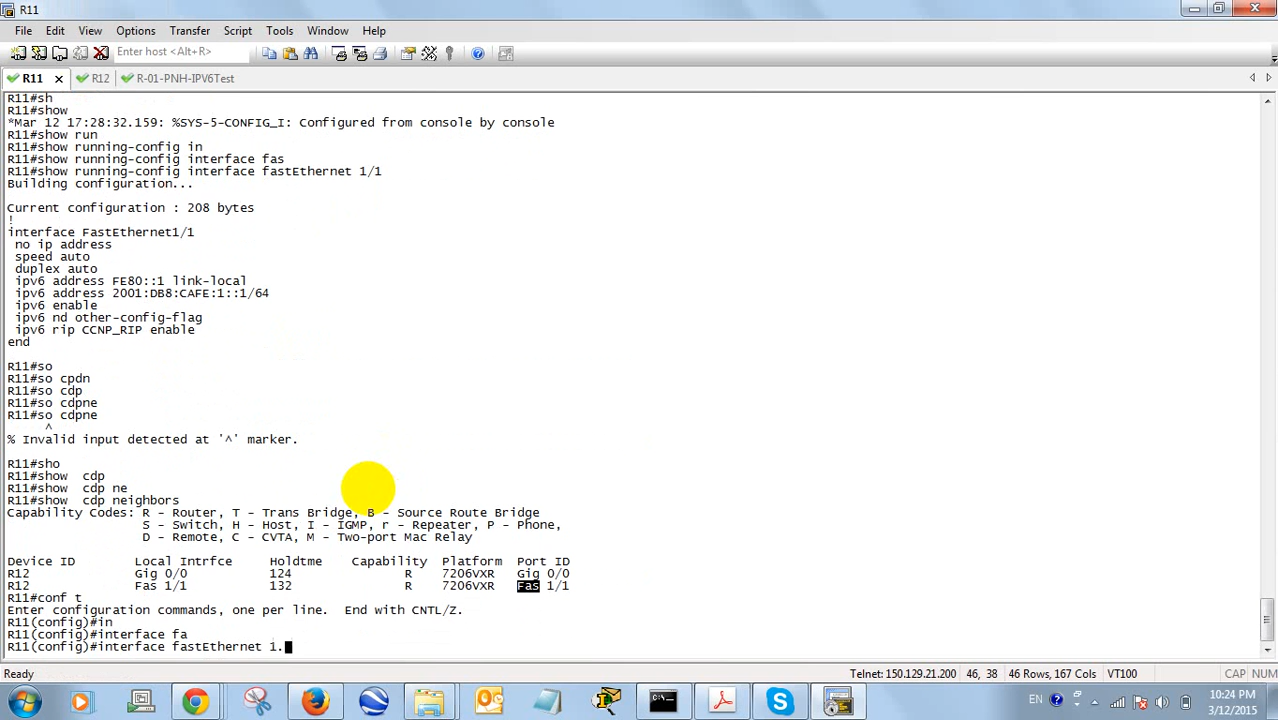 R11
File Edit View Options Transfer Script Tools Window Help
Enter host <Alt+R>
R11 R12 R-01-PNH-IPV6Test
R11#sh
R11#show
*Mar 12 17:28:32.159: %SYS-5-CONFIG_I: Configured from console by console
R11#show run
R11#show running-config in
R11#show running-config interface fas
R11#show running-config interface fastEthernet 1/1
Building configuration...
Current configuration : 208 bytes
!
interface FastEthernet1/1
no ip address
speed auto
duplex auto
ipv6 address FE80::1 link-local
ipv6 address 2001:DB8:CAFE:1::1/64
ipv6 enable
ipv6 nd other-config-flag
ipv6 rip CCNP_RIP enable
end
R11#so
R11#so cpdn
R11#so cdp
R11#so cdpne
R11#so cdpne
^
% Invalid input detected at '^' marker.
R11#sho
R11#show  cdp
R11#show  cdp ne
R11#show  cdp neighbors
Capability Codes: R - Router, T - Trans Bridge, B - Source Route Bridge
S - Switch, H - Host, I - IGMP, r - Repeater, P - Phone,
D - Remote, C - CVTA, M - Two-port Mac Relay
Device ID Local Intrfce Holdtme Capability Platform Port ID
R12 Gig 0/0 124 R 7206VXR Gig 0/0
R12 Fas 1/1 132 R 7206VXR Fas 1/1
R11#conf t
Enter configuration commands, one per line.  End with CNTL/Z.
R11(config)#in
R11(config)#interface fa
R11(config)#interface fastEthernet 1.
Ready Telnet: 150.129.21.200 46, 38 46 Rows, 167 Cols VT100 CAP NUM
EN 10:24 PM
3/12/2015